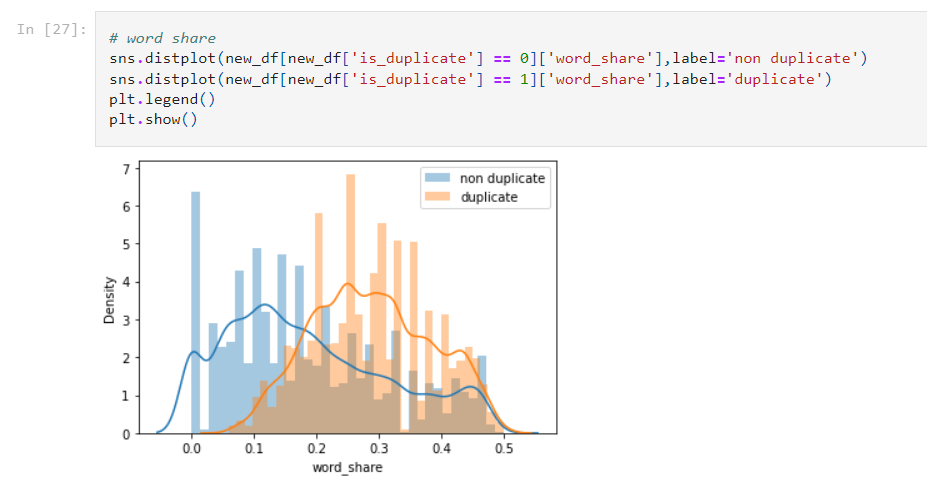 In [27]:
# word share
sns.distplot(new_df[new_df['is_duplicate'] == 0]['word_share'],label='non duplicate')
sns.distplot(new_df[new_df['is_duplicate'] == 1]['word_share'],label='duplicate')
plt.legend()
plt.show()
non duplicate
duplicate
7
6
5
4
3
2
1
0
Density
0.0 0.1 0.2 0.3 0.4 0.5
word_share